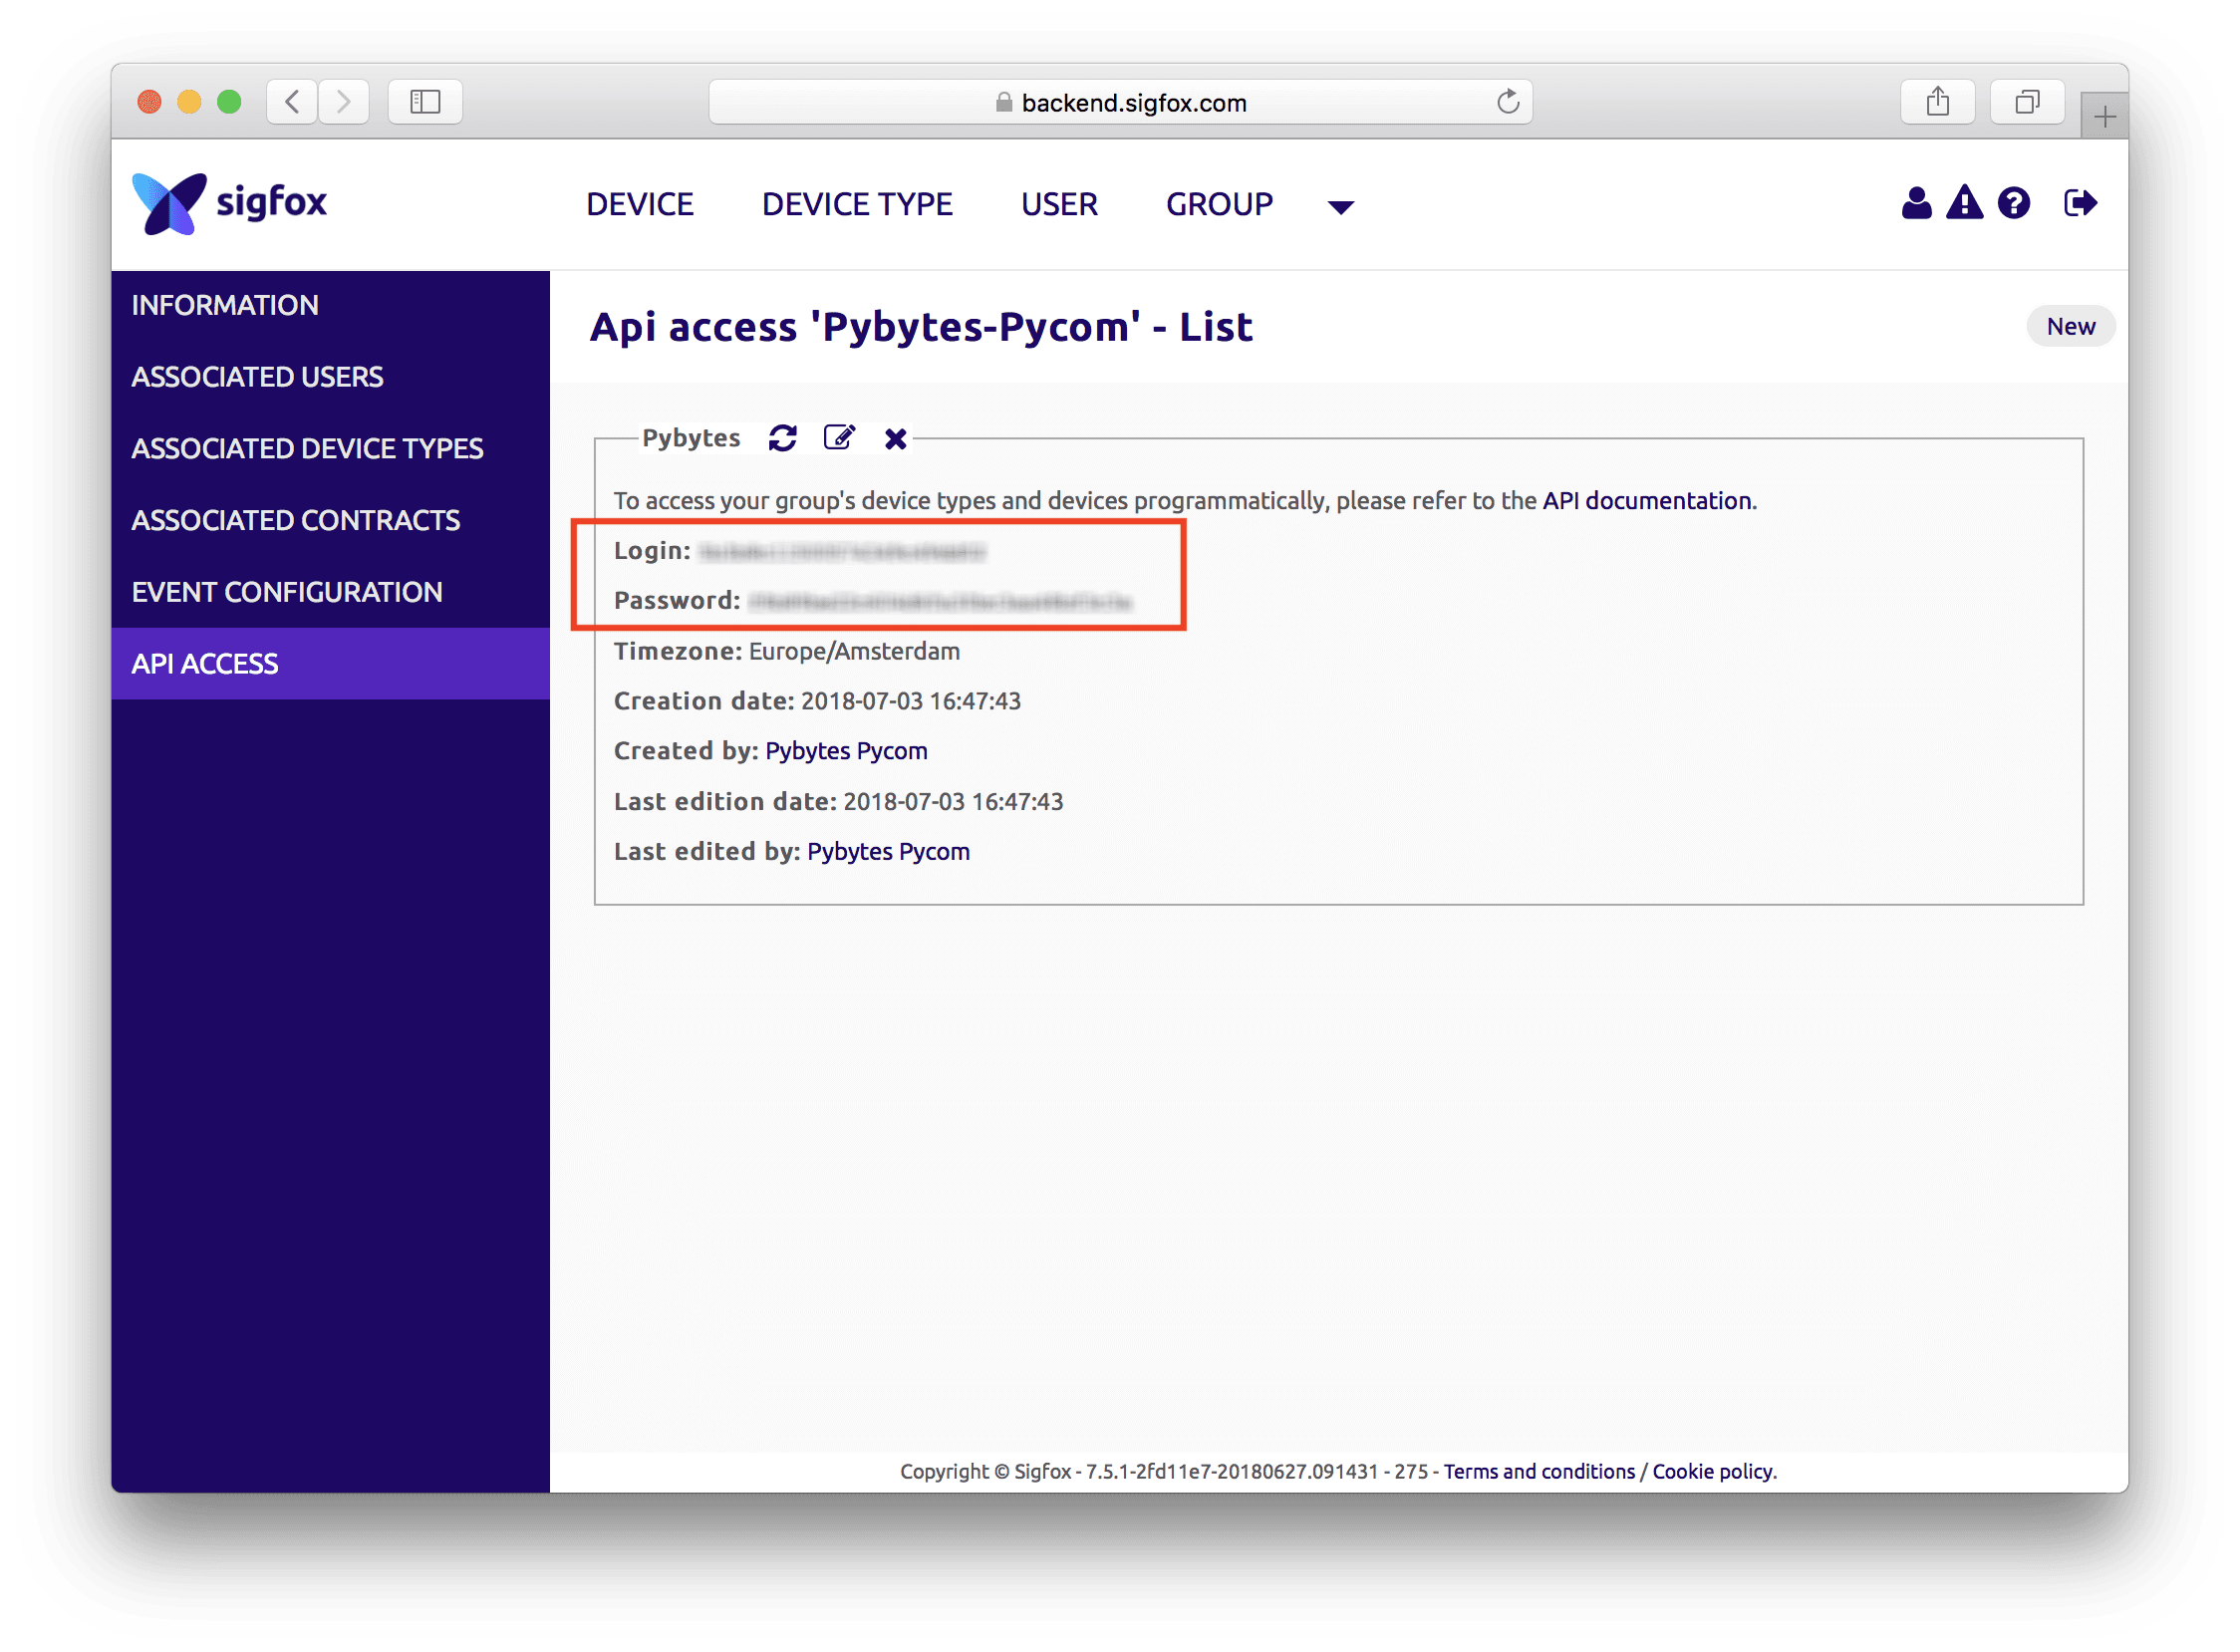 backend.sigfox.com
sigfox
DEVICE DEVICE TYPE USER GROUP
INFORMATION
ASSOCIATED USERS
ASSOCIATED DEVICE TYPES
ASSOCIATED CONTRACTS
EVENT CONFIGURATION
API ACCESS
Api access 'Pybytes-Pycom' - List
New
Pybytes
To access your group's device types and devices programmatically, please refer to the API documentation.
Login:
Password:
Timezone: Europe/Amsterdam
Creation date: 2018-07-03 16:47:43
Created by: Pybytes Pycom
Last edition date: 2018-07-03 16:47:43
Last edited by: Pybytes Pycom
Copyright © Sigfox - 7.5.1-2fd11e7-20180627.091431 - 275 - Terms and conditions / Cookie policy.